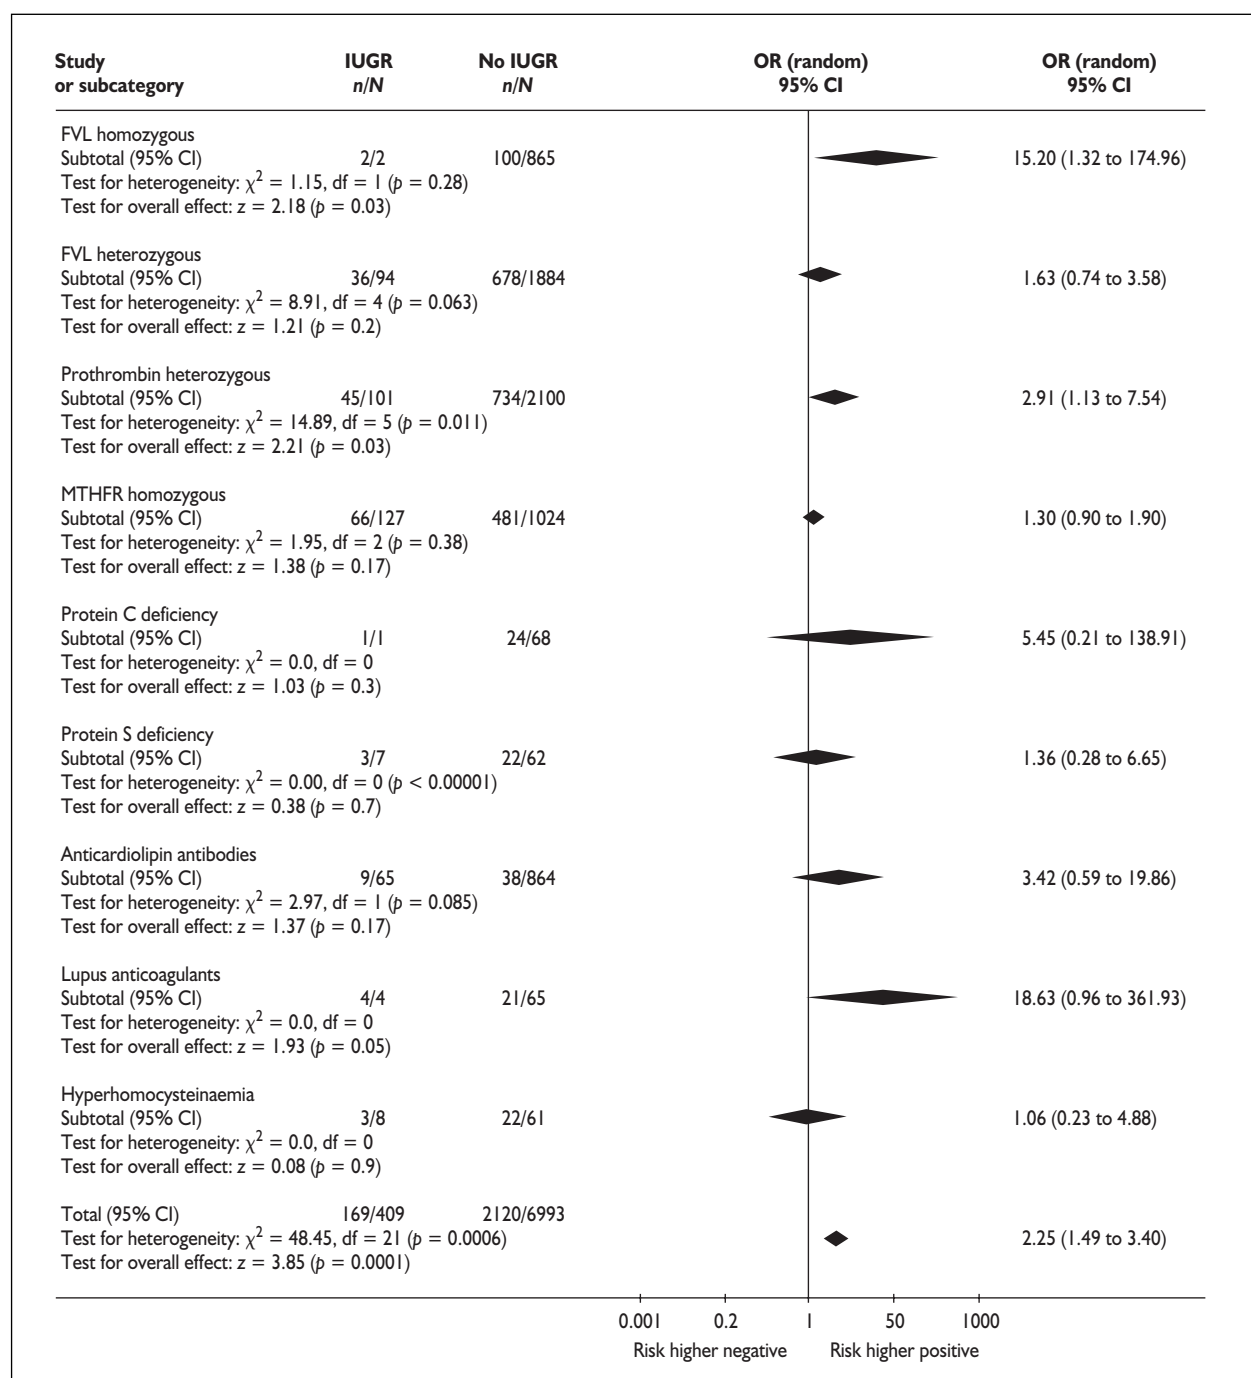 Study IUGR No IUGR OR (random) OR (random)
or subcategory n/N n/N 95% CI 95% CI
FVL homozygous
Subtotal (95% CI) 2/2 100/865 15.20 (1.32 to 174.96)
Test for heterogeneity: χ² = 1.15, df = 1 (p = 0.28)
Test for overall effect: z = 2.18 (p = 0.03)
FVL heterozygous
Subtotal (95% CI) 36/94 678/1884 1.63 (0.74 to 3.58)
Test for heterogeneity: χ² = 8.91, df = 4 (p = 0.063)
Test for overall effect: z = 1.21 (p = 0.2)
Prothrombin heterozygous
Subtotal (95% CI) 45/101 734/2100 2.91 (1.13 to 7.54)
Test for heterogeneity: χ² = 14.89, df = 5 (p = 0.011)
Test for overall effect: z = 2.21 (p = 0.03)
MTHFR homozygous
Subtotal (95% CI) 66/127 481/1024 1.30 (0.90 to 1.90)
Test for heterogeneity: χ² = 1.95, df = 2 (p = 0.38)
Test for overall effect: z = 1.38 (p = 0.17)
Protein C deficiency
Subtotal (95% CI) 1/1 24/68 5.45 (0.21 to 138.91)
Test for heterogeneity: χ² = 0.0, df = 0
Test for overall effect: z = 1.03 (p = 0.3)
Protein S deficiency
Subtotal (95% CI) 3/7 22/62 1.36 (0.28 to 6.65)
Test for heterogeneity: χ² = 0.00, df = 0 (p < 0.00001)
Test for overall effect: z = 0.38 (p = 0.7)
Anticardiolipin antibodies
Subtotal (95% CI) 9/65 38/864 3.42 (0.59 to 19.86)
Test for heterogeneity: χ² = 2.97, df = 1 (p = 0.085)
Test for overall effect: z = 1.37 (p = 0.17)
Lupus anticoagulants
Subtotal (95% CI) 4/4 21/65 18.63 (0.96 to 361.93)
Test for heterogeneity: χ² = 0.0, df = 0
Test for overall effect: z = 1.93 (p = 0.05)
Hyperhomocysteinaemia
Subtotal (95% CI) 3/8 22/61 1.06 (0.23 to 4.88)
Test for heterogeneity: χ² = 0.0, df = 0
Test for overall effect: z = 0.08 (p = 0.9)
Total (95% CI) 169/409 2120/6993
Test for heterogeneity: χ² = 48.45, df = 21 (p = 0.0006) 2.25 (1.49 to 3.40)
Test for overall effect: z = 3.85 (p = 0.0001)
0.001 0.2 1 50 1000
Risk higher negative Risk higher positive